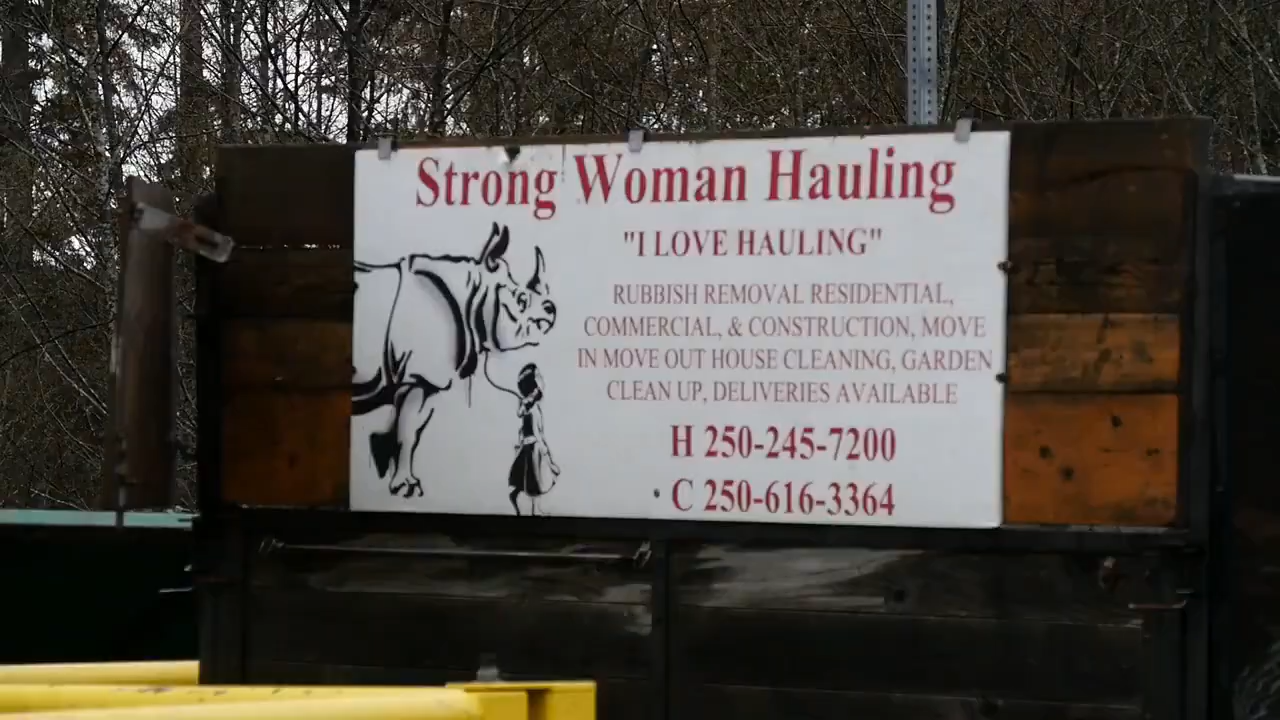 Strong Woman Hauling
"I LOVE HAULING"
RUBBISH REMOVAL RESIDENTIAL,
COMMERCIAL, & CONSTRUCTION, MOVE
IN MOVE OUT HOUSE CLEANING, GARDEN
CLEAN UP, DELIVERIES AVAILABLE
H 250-245-7200
C 250-616-3364